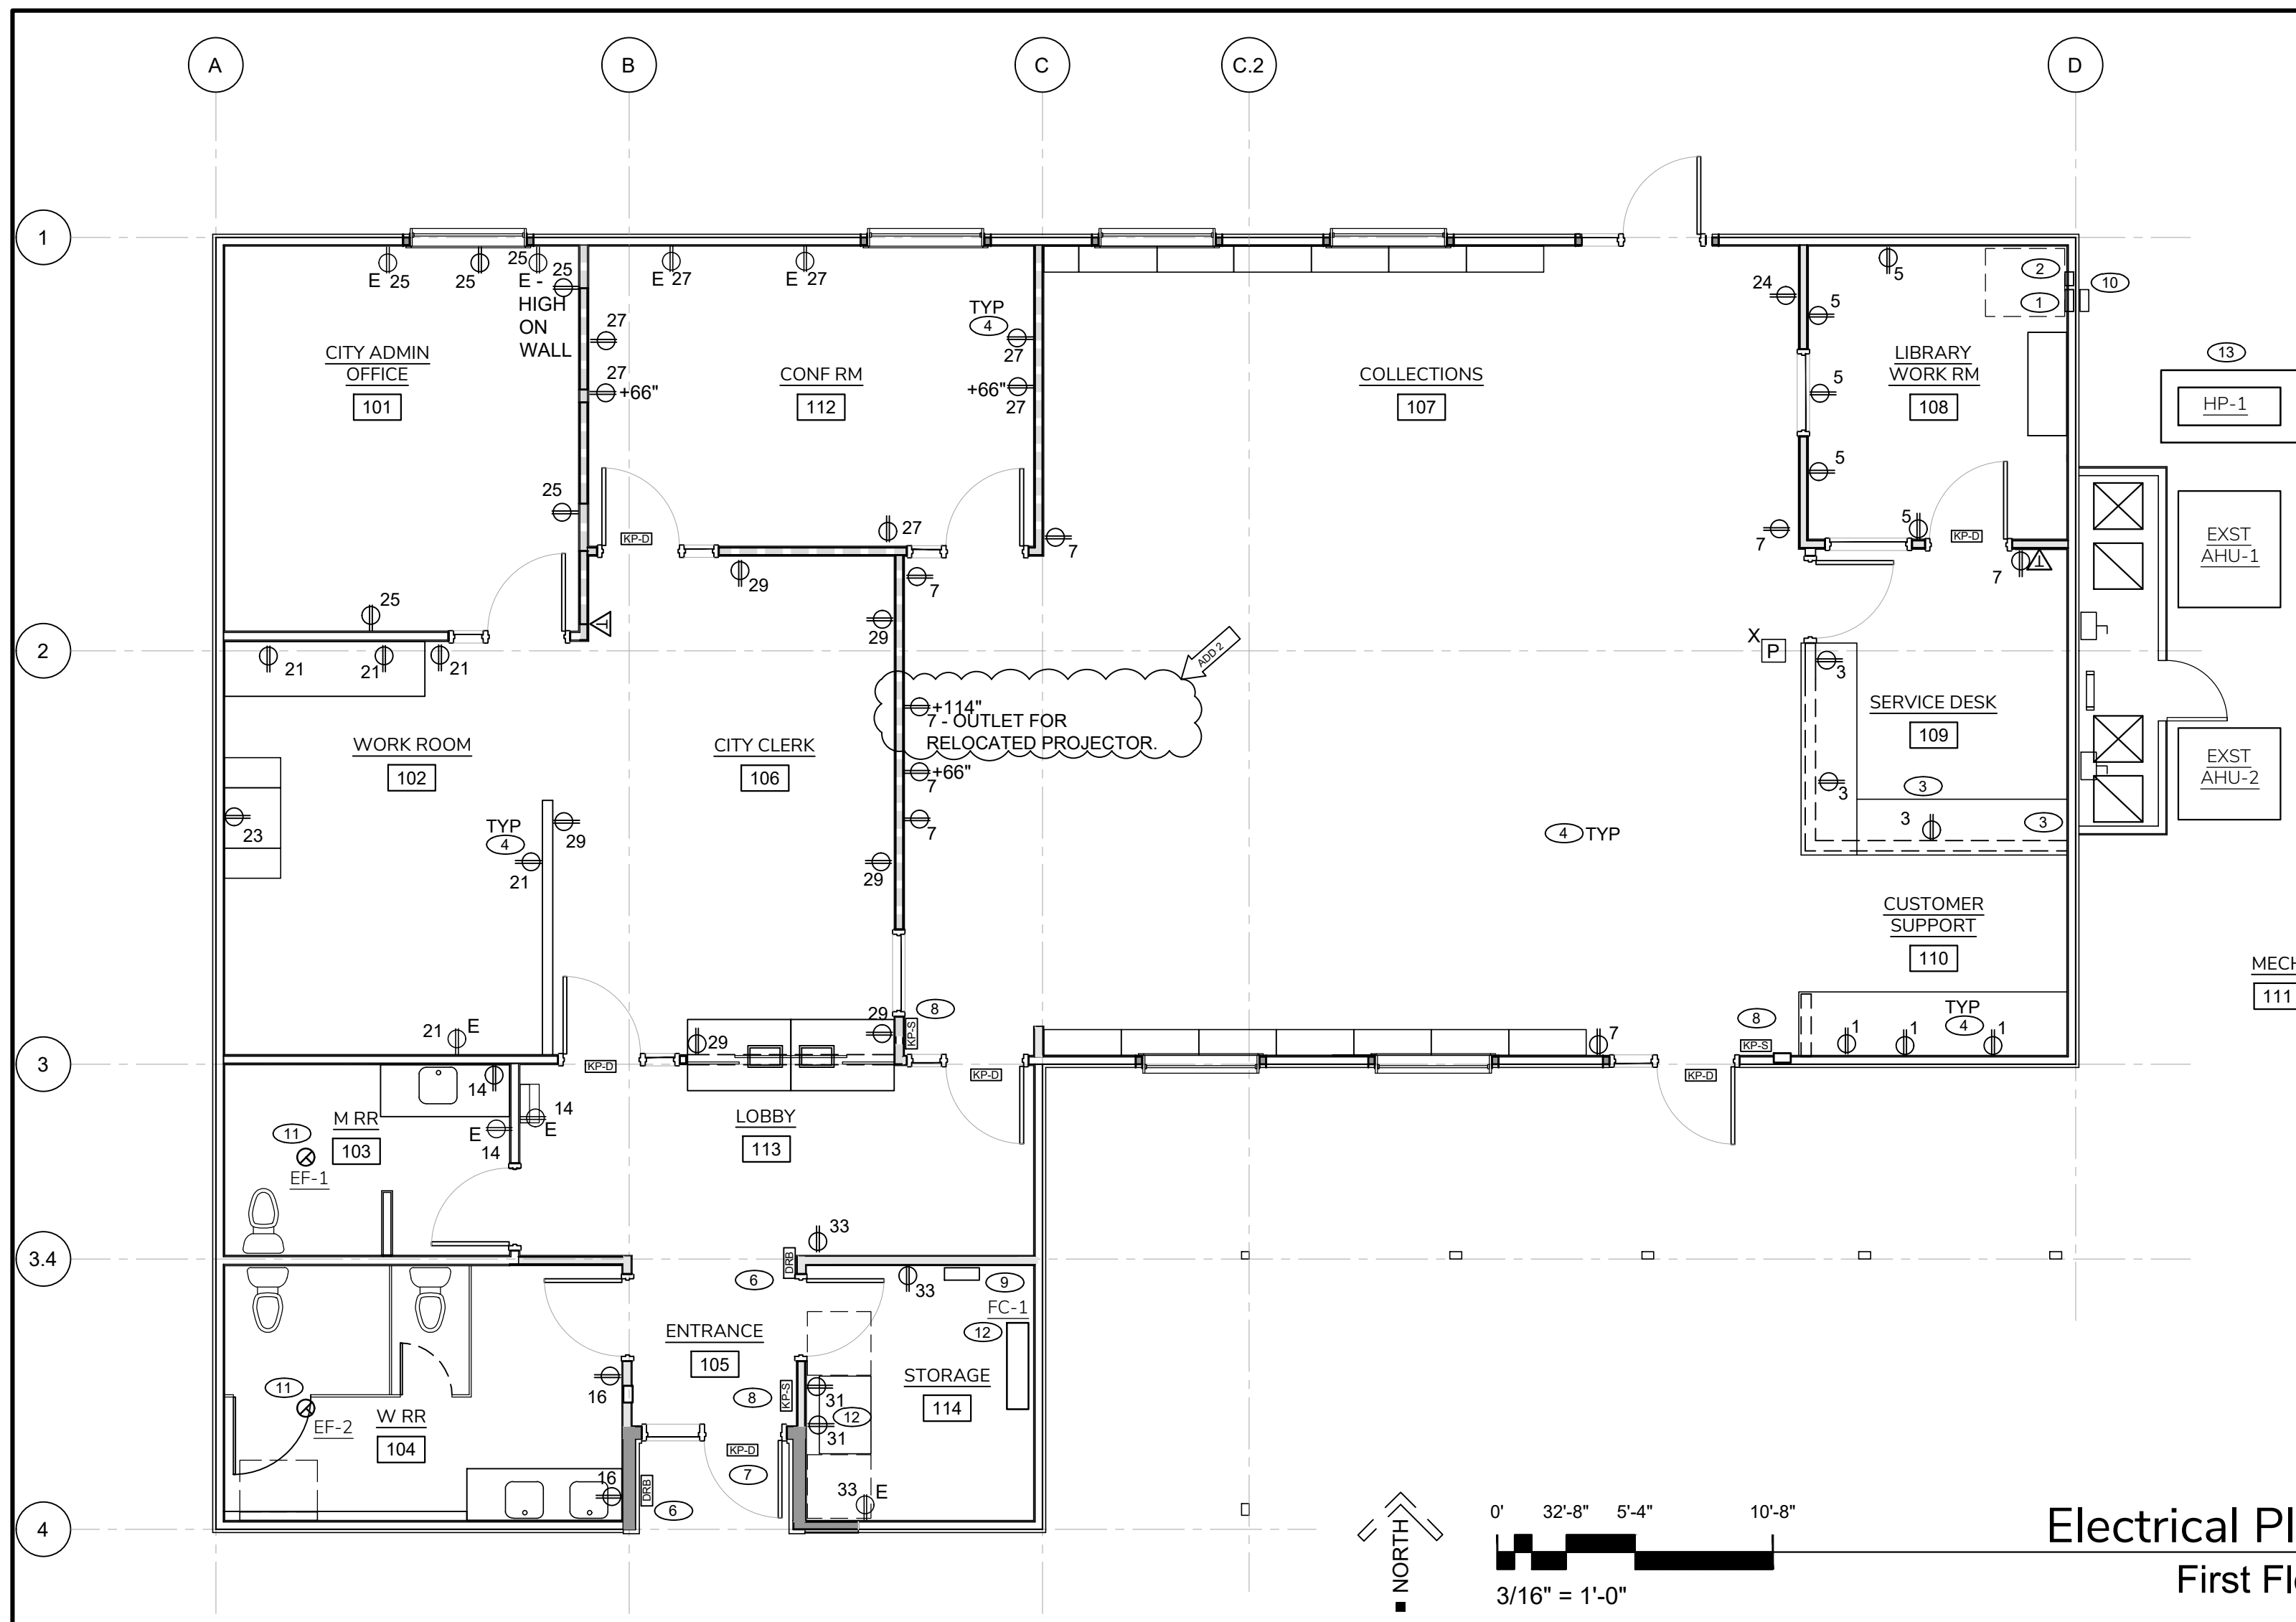 A
B
C
C.2
D
1
25
E
25
25
25
25
E -
HIGH
ON
WALL
E
27
E
27
27
27
+66"
TYP
4
27
+66"
27
24
5
5
5
5
5
2
1
10
13
CITY ADMIN
OFFICE
101
CONF RM
112
COLLECTIONS
107
LIBRARY
WORK RM
108
HP-1
25
KP-D
27
7
7
KP-D
7
EXST
AHU-1
25
29
7
29
2
21
21
21
ADD 2
X
P
3
+114"
7 - OUTLET FOR
RELOCATED PROJECTOR.
SERVICE DESK
109
WORK ROOM
102
CITY CLERK
106
+66"
7
3
3
EXST
AHU-2
23
TYP
4
21
29
7
29
4
TYP
3
3
CUSTOMER
SUPPORT
110
MECH
111
21
E
29
29
KP-S
8
7
8
KP-S
TYP
4
1
1
1
3
KP-D
KP-D
KP-D
14
14
E
E
14
M RR
103
11
EF-1
LOBBY
113
33
3.4
DRB
6
33
9
FC-1
12
ENTRANCE
105
STORAGE
114
11
EF-2
W RR
104
16
8
KP-S
31
12
31
KP-D
7
16
DRB
6
33
E
4
NORTH
0'
32'-8"
5'-4"
10'-8"
3/16" = 1'-0"
Electrical Pl
First Fl